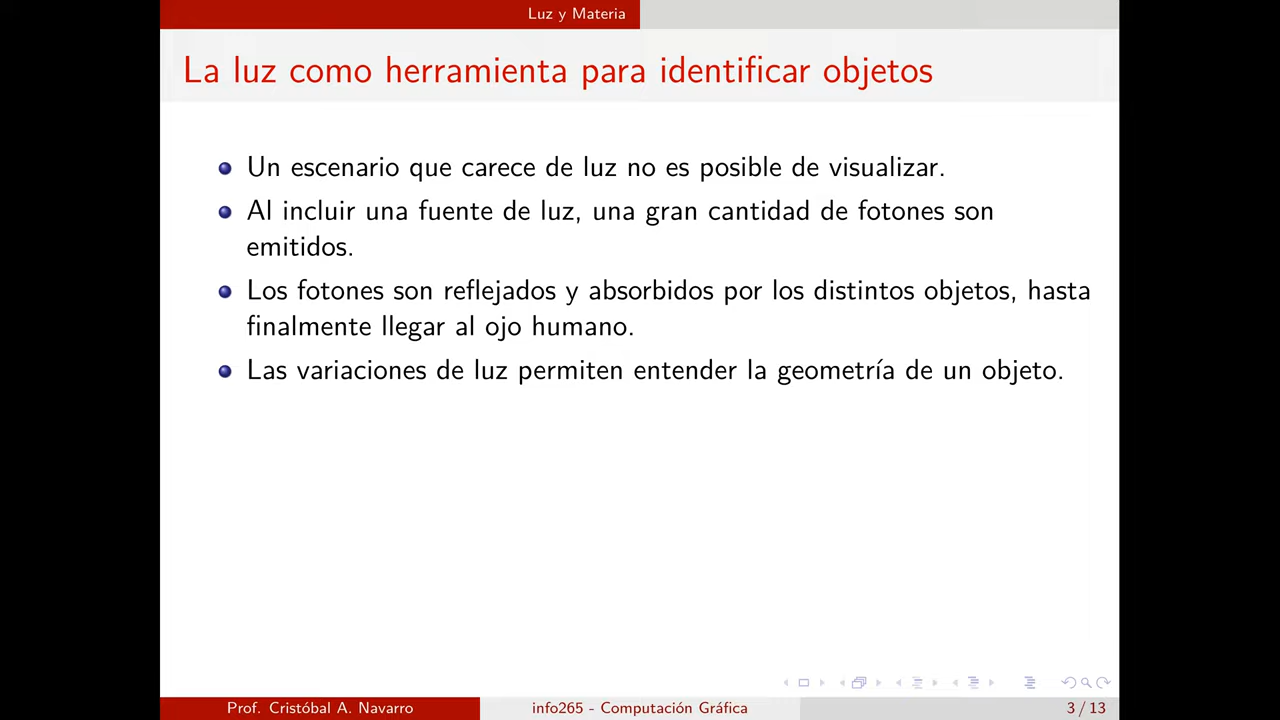 Luz y Materia
La luz como herramienta para identificar objetos
Un escenario que carece de luz no es posible de visualizar.
Al incluir una fuente de luz, una gran cantidad de fotones son
emitidos.
Los fotones son reflejados y absorbidos por los distintos objetos, hasta
finalmente llegar al ojo humano.
Las variaciones de luz permiten entender la geometría de un objeto.
Prof. Cristóbal A. Navarro
info265 - Computación Gráfica
3 / 13